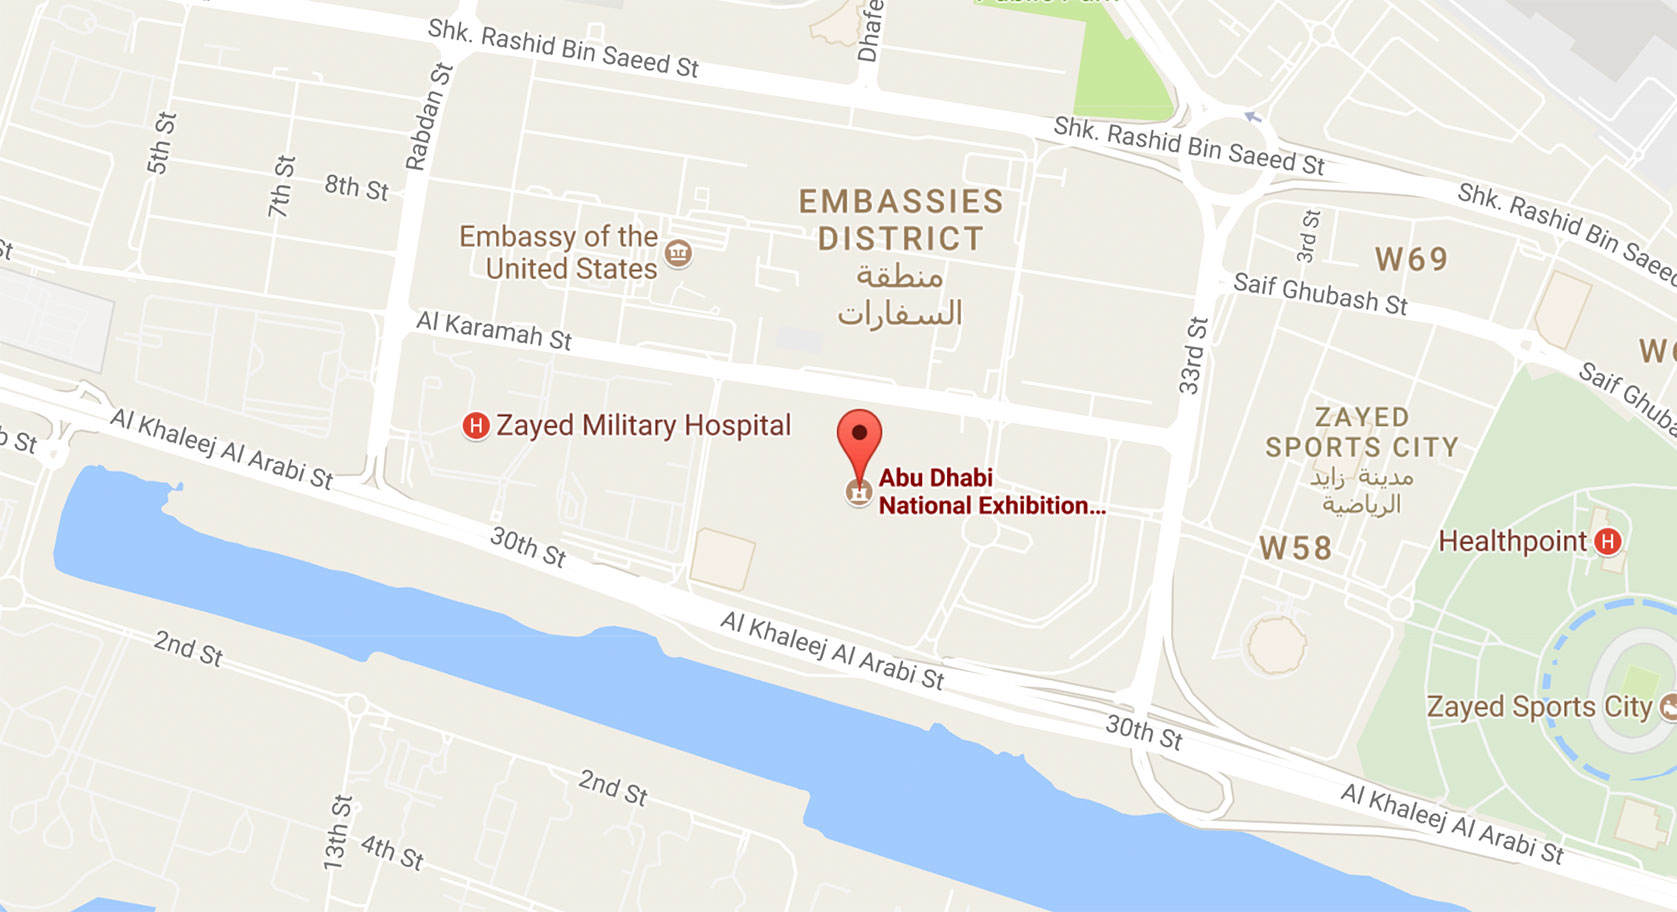 Dhafe
Shk. Rashid Bin Saeed St
Rabdan St
5th St
7th St
8th St
Shk. Rashid Bin Saeed St
Shk. Rashid Bin Saeed
EMBASSIES
DISTRICT
منطقة
السفارات
Embassy of the
United States
3rd St
W69
Saif Ghubash St
St
Al Karamah St
33rd St
Saif Ghuba
Al Khaleej Al Arabi St
Zayed Military Hospital
ZAYED
SPORTS CITY
مدينة زايد
الرياضية
b St
Abu Dhabi
National Exhibition...
W58
Healthpoint
30th St
2nd St
Al Khaleej Al Arabi St
Zayed Sports City
30th St
2nd St
13th St
4th St
Al Khaleej Al Arabi St